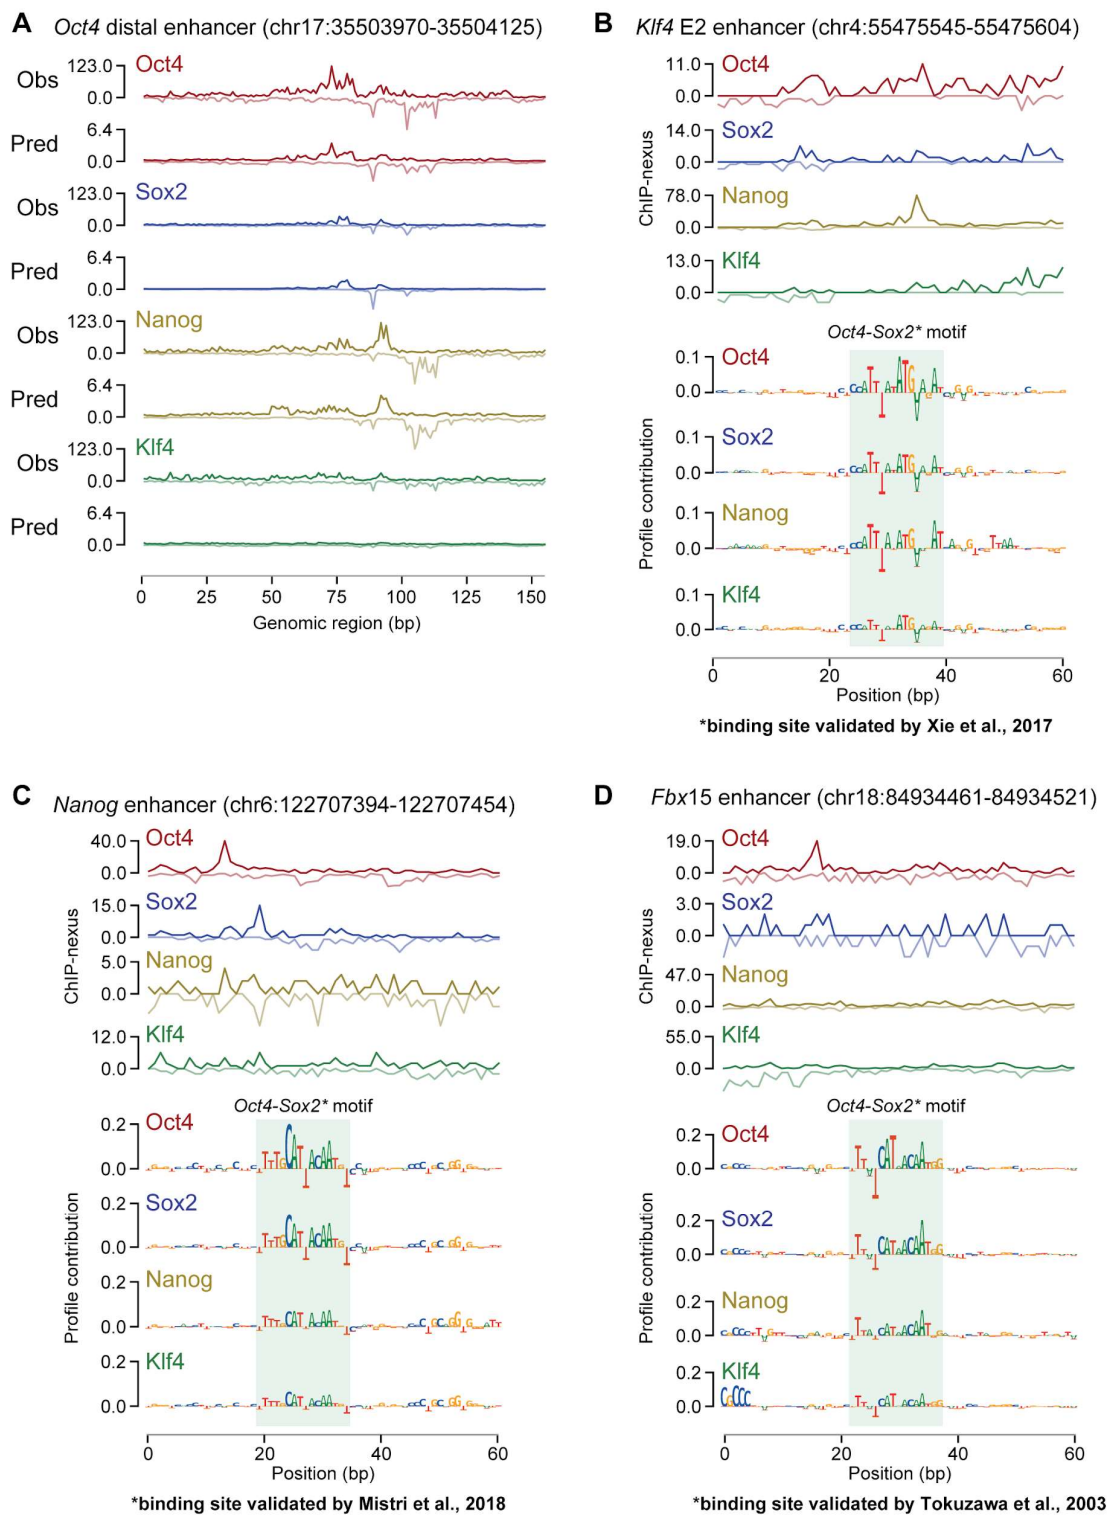 A Oct4 distal enhancer (chr17:35503970-35504125)
Obs 123.0 Oct4
0.0
Pred 6.4
0.0
Obs 123.0 Sox2
0.0
Pred 6.4
0.0
Obs 123.0 Nanog
0.0
Pred 6.4
0.0
Obs 123.0 Klf4
0.0
Pred 6.4
0.0
0 25 50 75 100 125 150
Genomic region (bp)
B Klf4 E2 enhancer (chr4:55475545-55475604)
ChIP-nexus
11.0 Oct4
0.0
14.0 Sox2
0.0
78.0 Nanog
0.0
13.0 Klf4
0.0
Oct4-Sox2* motif
Profile contribution
0.1 Oct4
0.0
0.1 Sox2
0.0
0.1 Nanog
0.0
0.1 Klf4
0.0
0 20 40 60
Position (bp)
*binding site validated by Xie et al., 2017
C Nanog enhancer (chr6:122707394-122707454)
ChIP-nexus
40.0 Oct4
0.0
15.0 Sox2
0.0
5.0 Nanog
0.0
12.0 Klf4
0.0
Oct4-Sox2* motif
Profile contribution
0.2 Oct4
0.0
0.2 Sox2
0.0
0.2 Nanog
0.0
0.2 Klf4
0.0
0 20 40 60
Position (bp)
*binding site validated by Mistri et al., 2018
D Fbx15 enhancer (chr18:84934461-84934521)
ChIP-nexus
19.0 Oct4
0.0
3.0 Sox2
0.0
47.0 Nanog
0.0
55.0 Klf4
0.0
Oct4-Sox2* motif
Profile contribution
0.2 Oct4
0.0
0.2 Sox2
0.0
0.2 Nanog
0.0
0.2 Klf4
0.0
0 20 40 60
Position (bp)
*binding site validated by Tokuzawa et al., 2003